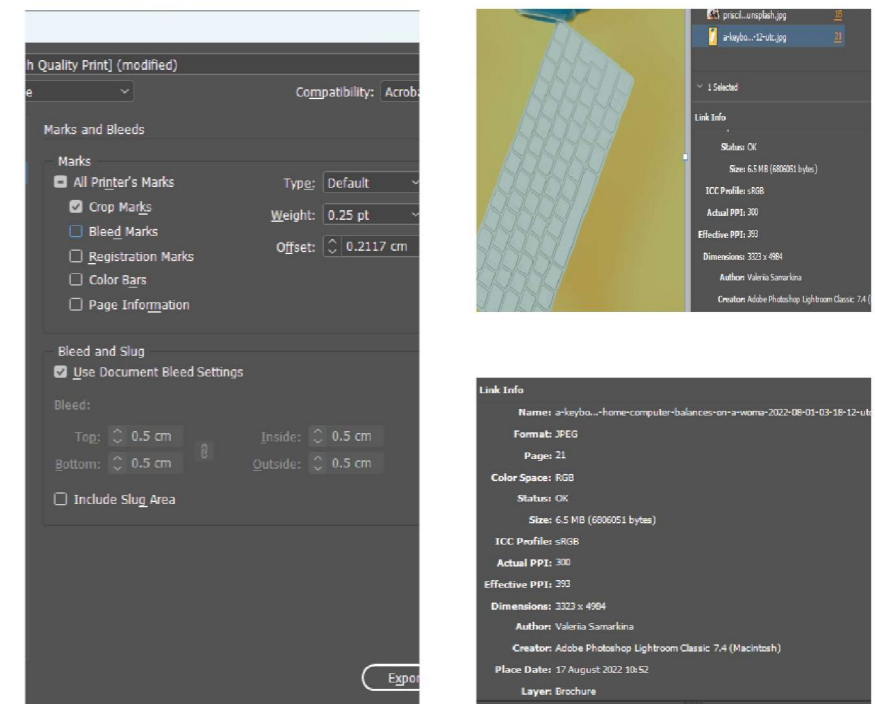 h Quality Print] (modified)
e Compatibility: Acroba
Marks and Bleeds
Marks
All Printer's Marks
Crop Marks
Bleed Marks
Registration Marks
Color Bars
Page Information
Type: Default
Weight: 0.25 pt
Offset: 0.2117 cm
Bleed and Slug
Use Document Bleed Settings
Bleed:
Top: 0.5 cm
Bottom: 0.5 cm
Inside: 0.5 cm
Outside: 0.5 cm
Include Slug Area
Expor
priscil...unsplash.jpg 16
a-keybo...-12-utc.jpg 21
1 Selected
Link Info
Status: OK
Size: 6.5 MB (6806051 bytes)
ICC Profile: sRGB
Actual PPI: 300
Effective PPI: 393
Dimensions: 3323 x 4984
Author: Valeriia Samarkina
Creator: Adobe Photoshop Lightroom Classic 7.4 (
Link Info
Name: a-keybo...-home-computer-balances-on-a-woma-2022-08-01-03-18-12-utc
Format: JPEG
Page: 21
Color Space: RGB
Status: OK
Size: 6.5 MB (6806051 bytes)
ICC Profile: sRGB
Actual PPI: 300
Effective PPI: 393
Dimensions: 3323 x 4984
Author: Valeriia Samarkina
Creator: Adobe Photoshop Lightroom Classic 7.4 (Macintosh)
Place Date: 17 August 2022 10:52
Layer: Brochure